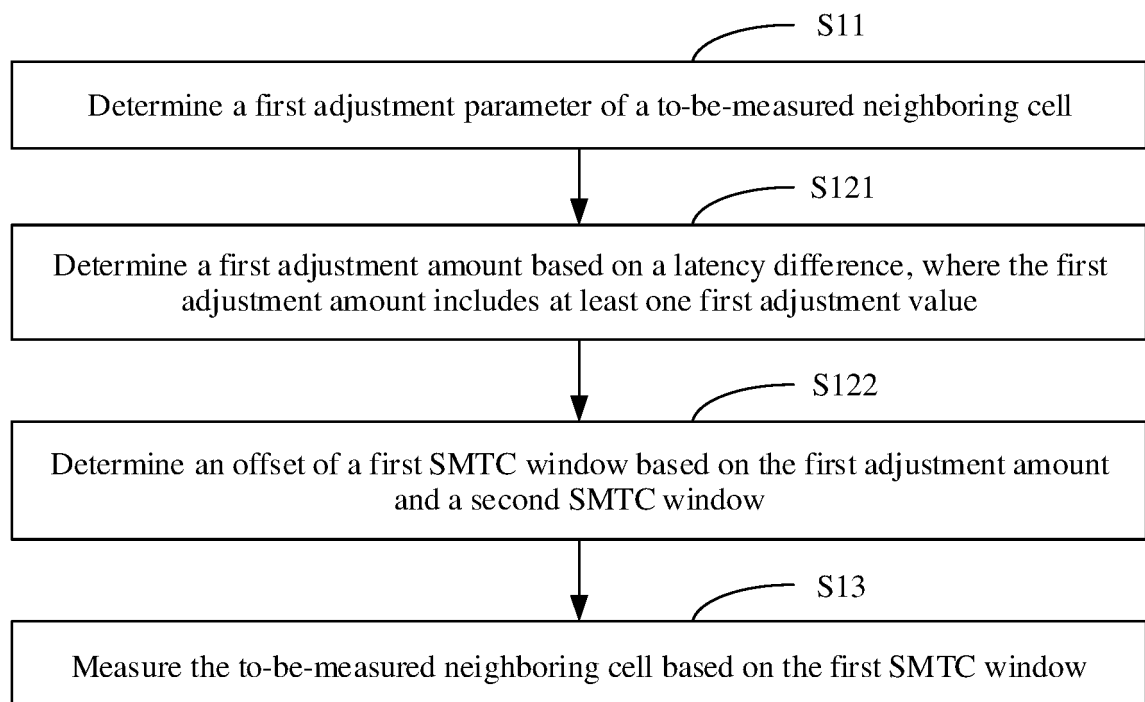 S11
Determine a first adjustment parameter of a to-be-measured neighboring cell
S121
Determine a first adjustment amount based on a latency difference, where the first
adjustment amount includes at least one first adjustment value
S122
Determine an offset of a first SMTC window based on the first adjustment amount
and a second SMTC window
S13
Measure the to-be-measured neighboring cell based on the first SMTC window